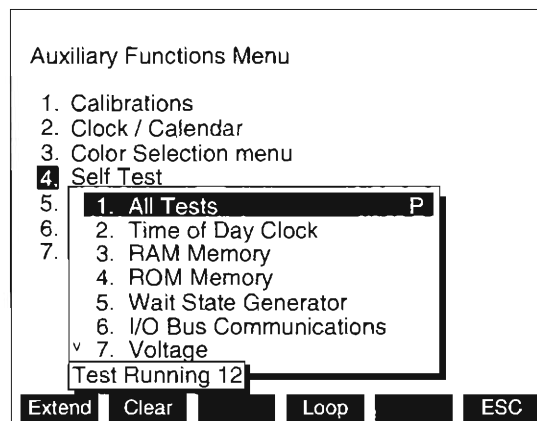 Auxiliary Functions Menu
1. Calibrations
2. Clock / Calendar
3. Color Selection menu
4. Self Test
5.
1. All Tests P
6.
2. Time of Day Clock
7.
3. RAM Memory
4. ROM Memory
5. Wait State Generator
6. I/O Bus Communications
v 7. Voltage
Test Running 12
Extend Clear Loop ESC